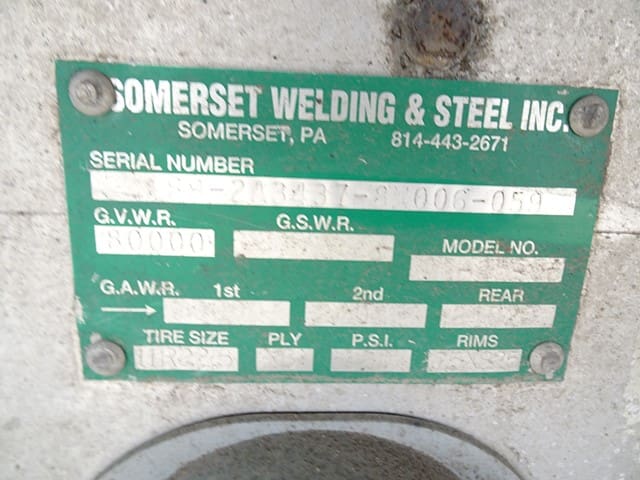 SOMERSET WELDING & STEEL INC.
SOMERSET, PA 814-443-2671
SERIAL NUMBER
G.V.W.R. G.S.W.R.
80000 MODEL NO.
G.A.W.R. 1st 2nd REAR
TIRE SIZE PLY P.S.I. RIMS